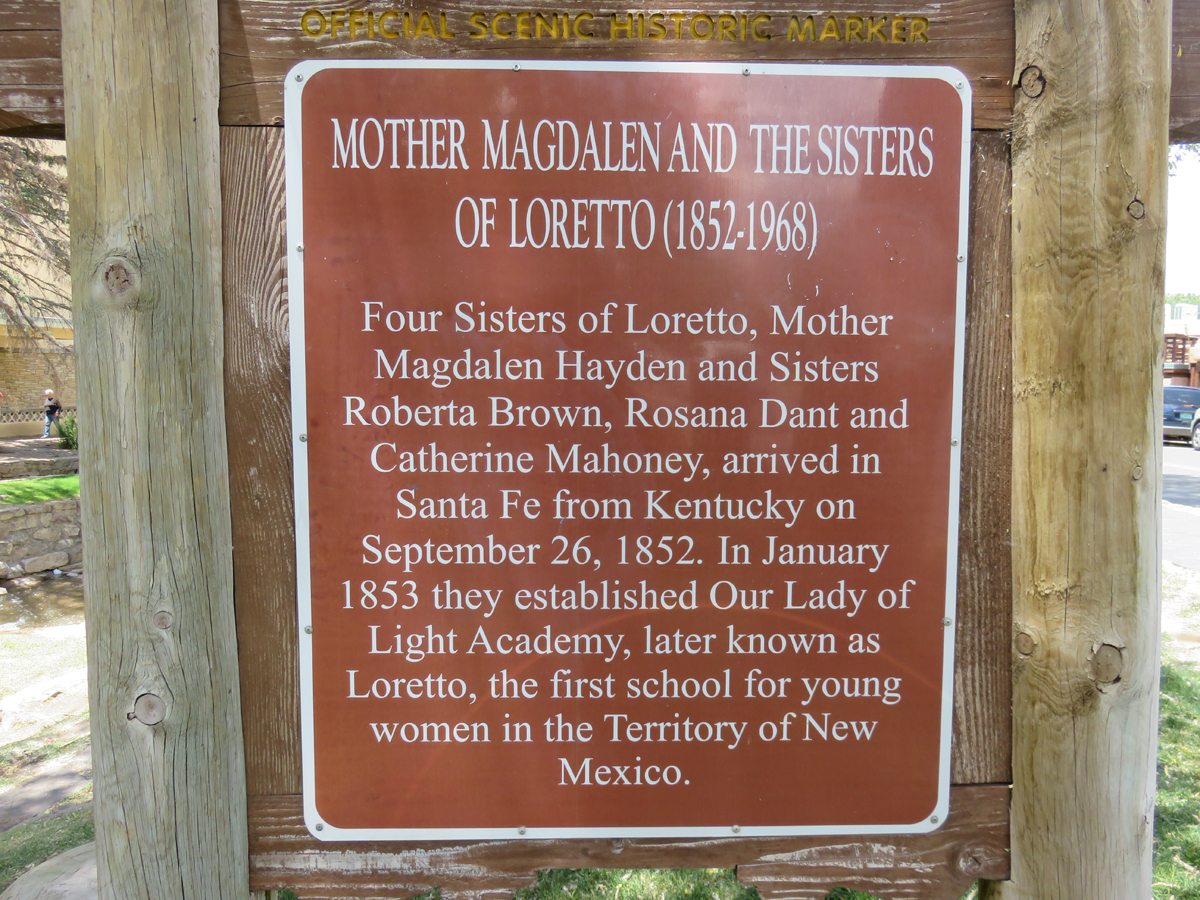 OFFICIAL SCENIC HISTORIC MARKER
MOTHER MAGDALEN AND THE SISTERS
OF LORETTO (1852-1968)
Four Sisters of Loretto, Mother
Magdalen Hayden and Sisters
Roberta Brown, Rosana Dant and
Catherine Mahoney, arrived in
Santa Fe from Kentucky on
September 26, 1852. In January
1853 they established Our Lady of
Light Academy, later known as
Loretto, the first school for young
women in the Territory of New
Mexico.